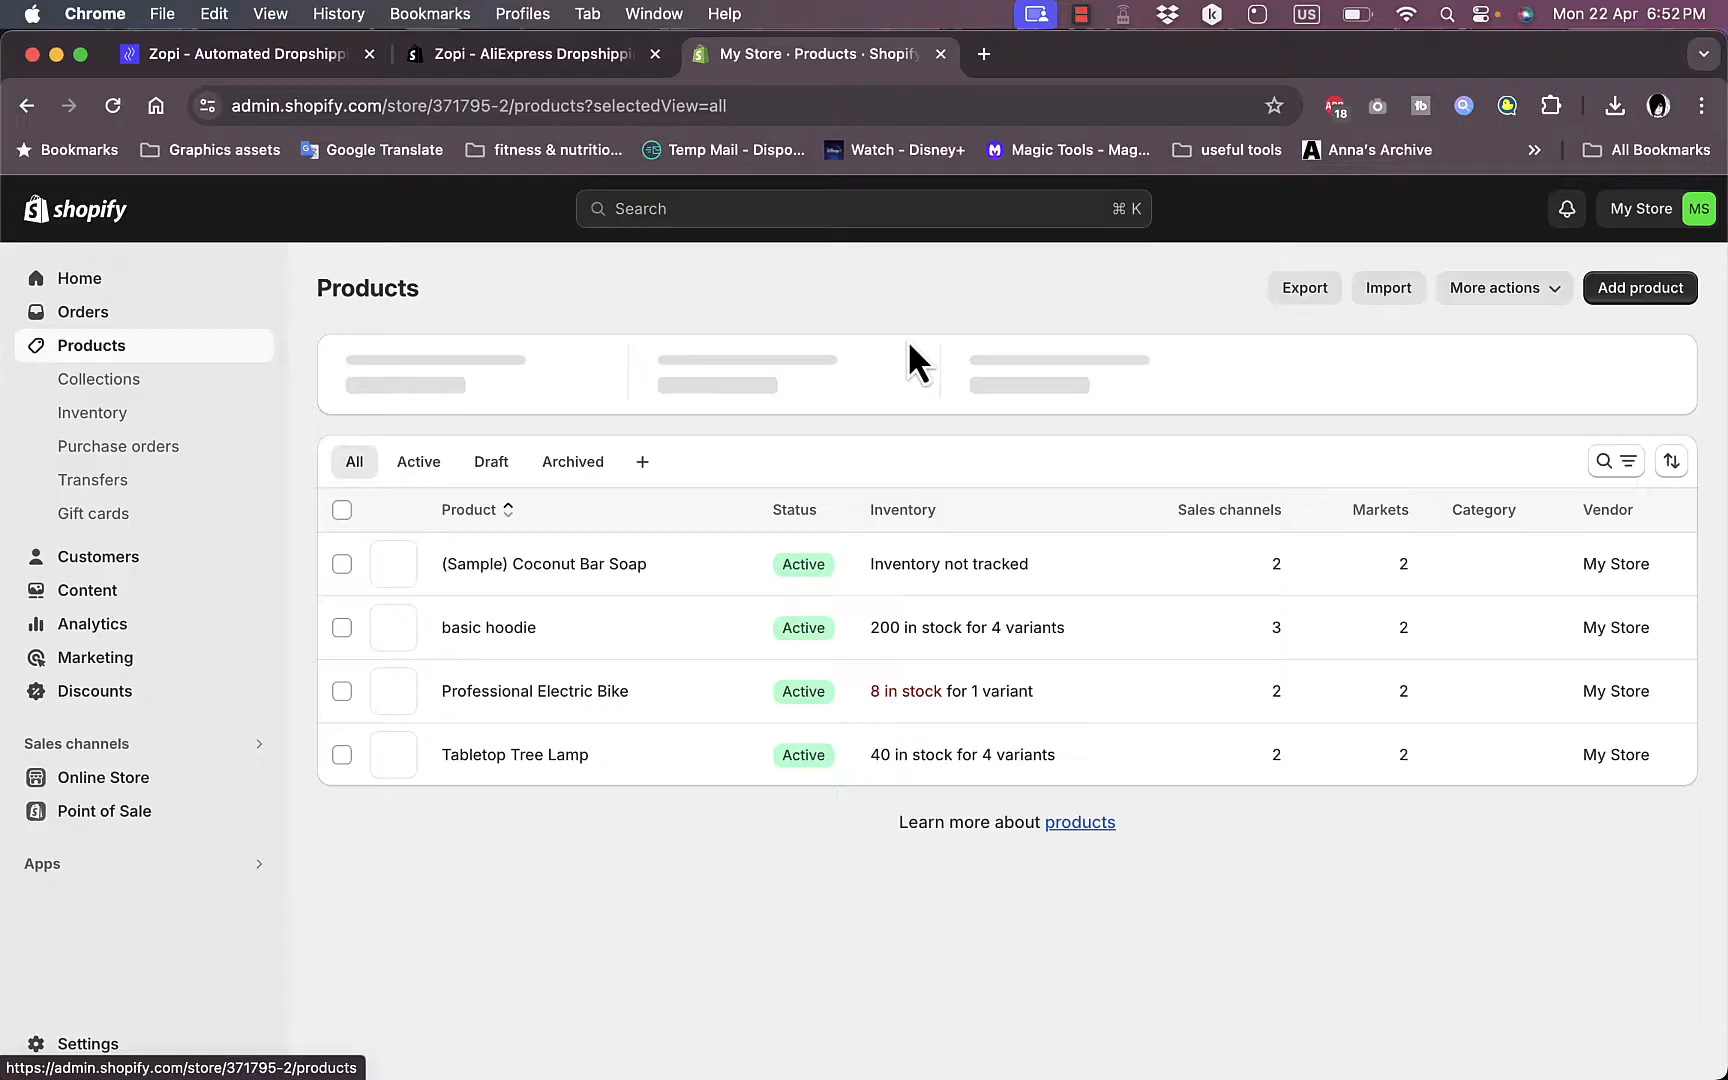 Chrome File Edit View History Bookmarks Profiles Tab Window Help US Mon 22 Apr 6:52 PM
Zopi - Automated Dropshippi Zopi - AliExpress Dropshippi My Store · Products · Shopify
admin.shopify.com/store/371795-2/products?selectedView=all 18
Bookmarks Graphics assets Google Translate fitness & nutritio... Temp Mail - Dispo... Watch - Disney+ Magic Tools - Mag... useful tools Anna's Archive All Bookmarks
shopify Search ⌘ K My Store MS
Home
Orders
Products
Collections
Inventory
Purchase orders
Transfers
Gift cards
Customers
Content
Analytics
Marketing
Discounts
Sales channels
Online Store
Point of Sale
Apps
Settings
https://admin.shopify.com/store/371795-2/products
Products Export Import More actions Add product
All Active Draft Archived +
Product Status Inventory Sales channels Markets Category Vendor
(Sample) Coconut Bar Soap Active Inventory not tracked 2 2 My Store
basic hoodie Active 200 in stock for 4 variants 3 2 My Store
Professional Electric Bike Active 8 in stock for 1 variant 2 2 My Store
Tabletop Tree Lamp Active 40 in stock for 4 variants 2 2 My Store
Learn more about products